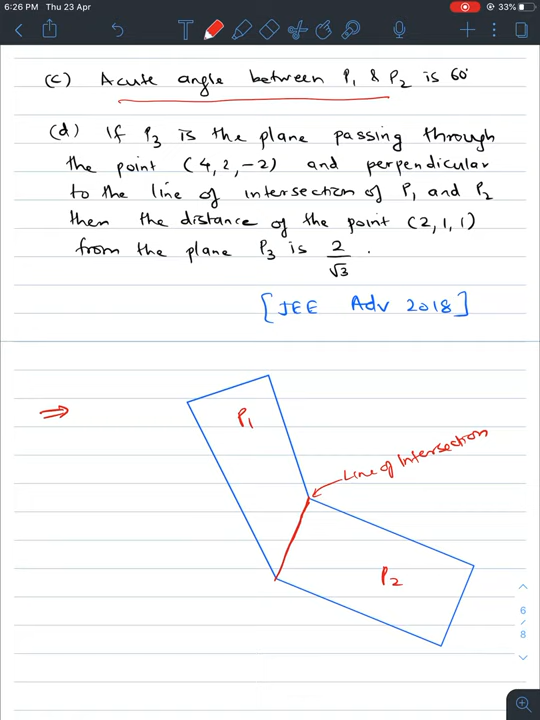 6:26 PM Thu 23 Apr
33%
(c) Acute angle between P₁ & P₂ is 60°
(d) If P₃ is the plane passing through
the point (4, 2, -2) and perpendicular
to the line of intersection of P₁ and P₂
then the distance of the point (2, 1, 1)
from the plane P₃ is 2/√3 .
[JEE Adv 2018]
⇒
P₁
Line of Intersection
P₂
6
/
8